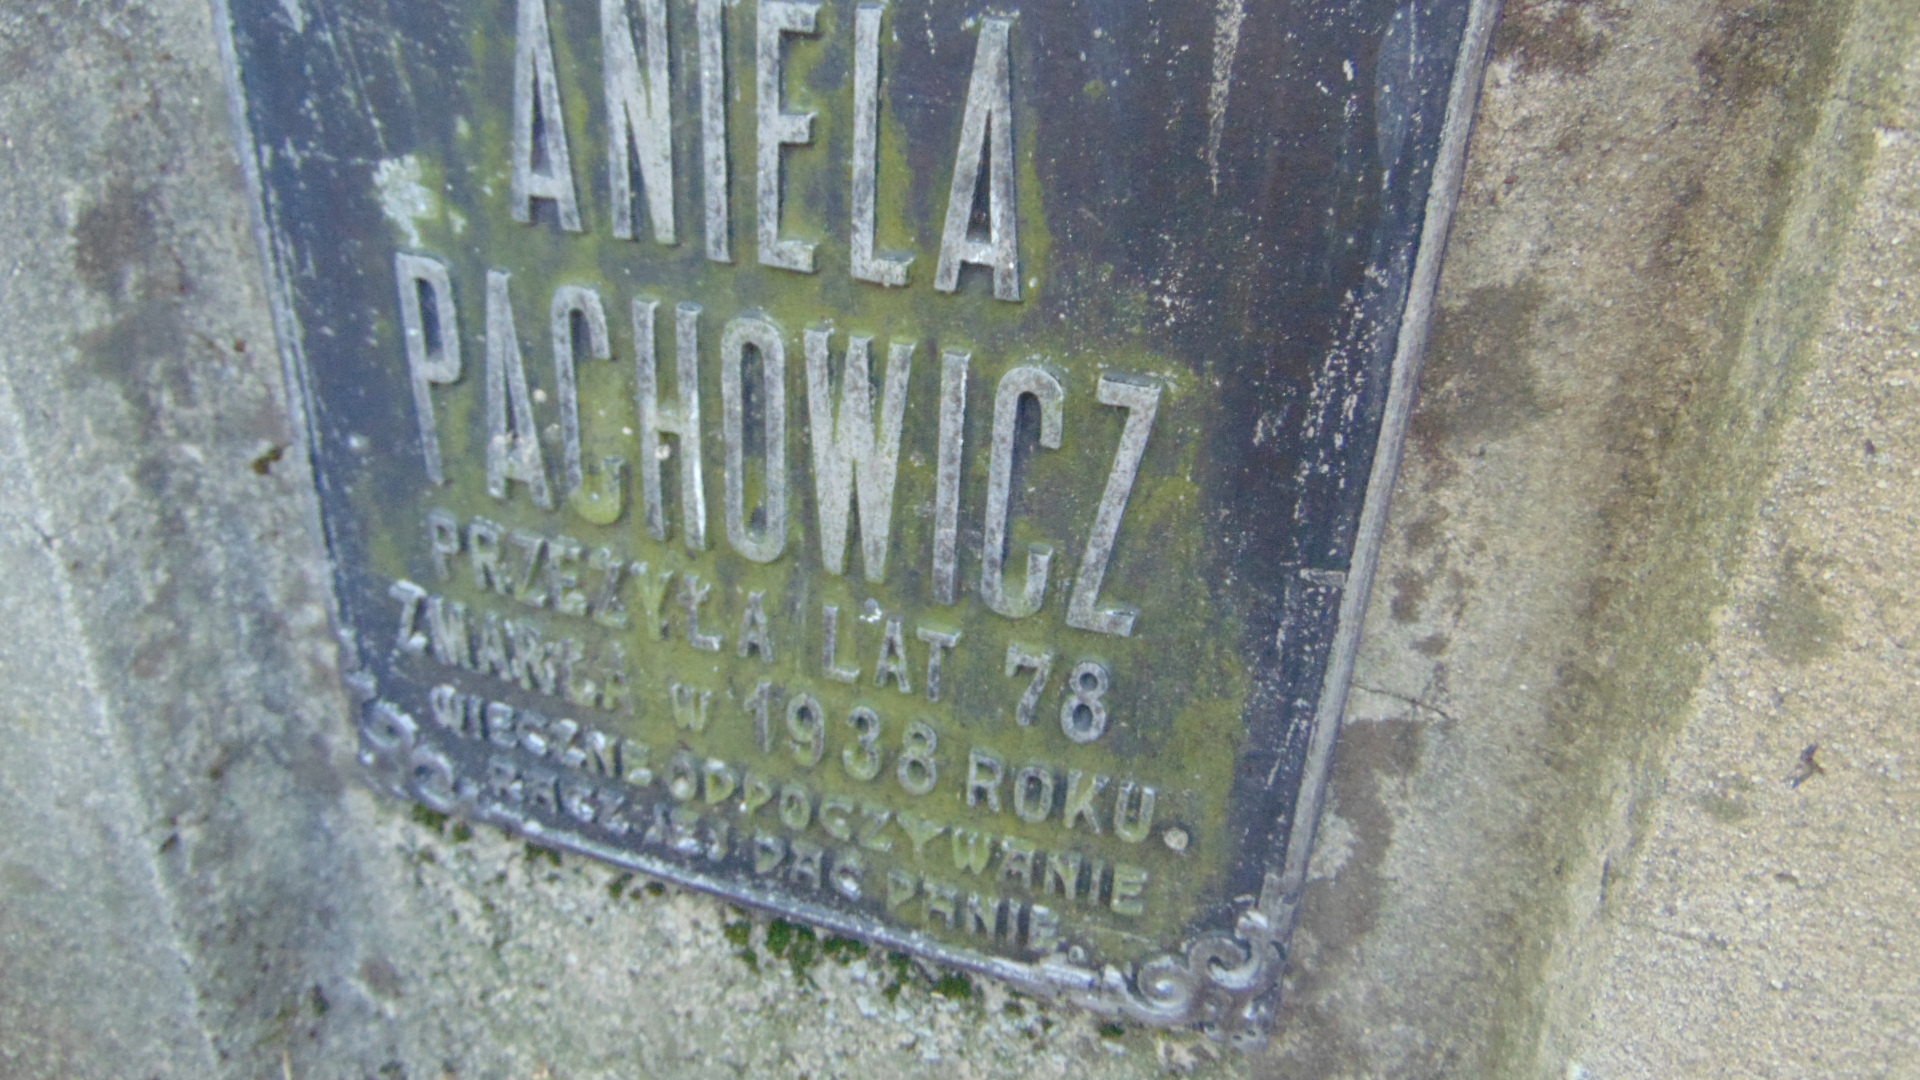 ANIELA
PACHOWICZ
PRZEŻYŁA LAT 78
ZMARŁA W 1938 ROKU.
WIECZNE ODPOCZYWANIE
RACZ JEJ DAĆ PANIE.